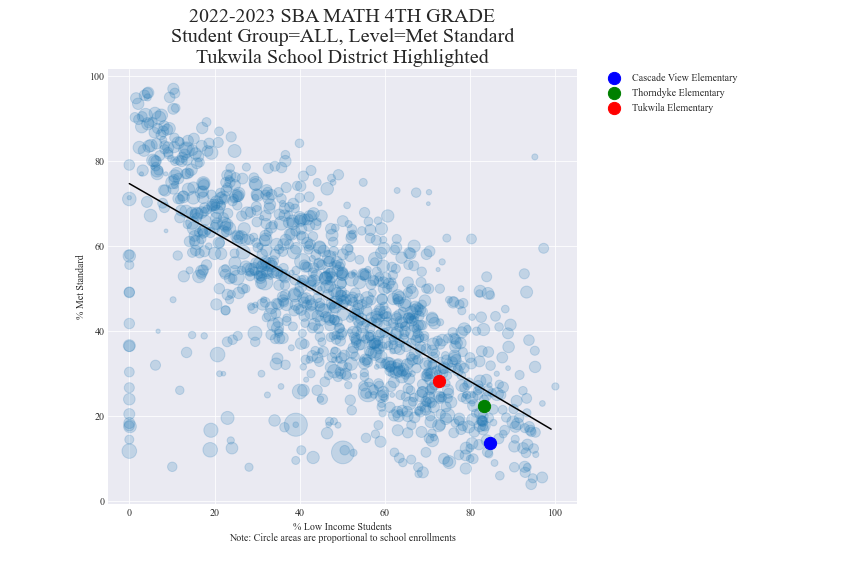 2022-2023 SBA MATH 4TH GRADE
Student Group=ALL, Level=Met Standard
Tukwila School District Highlighted
Cascade View Elementary
Thorndyke Elementary
Tukwila Elementary
100
80
60
40
20
0
% Met Standard
0 20 40 60 80 100
% Low Income Students
Note: Circle areas are proportional to school enrollments